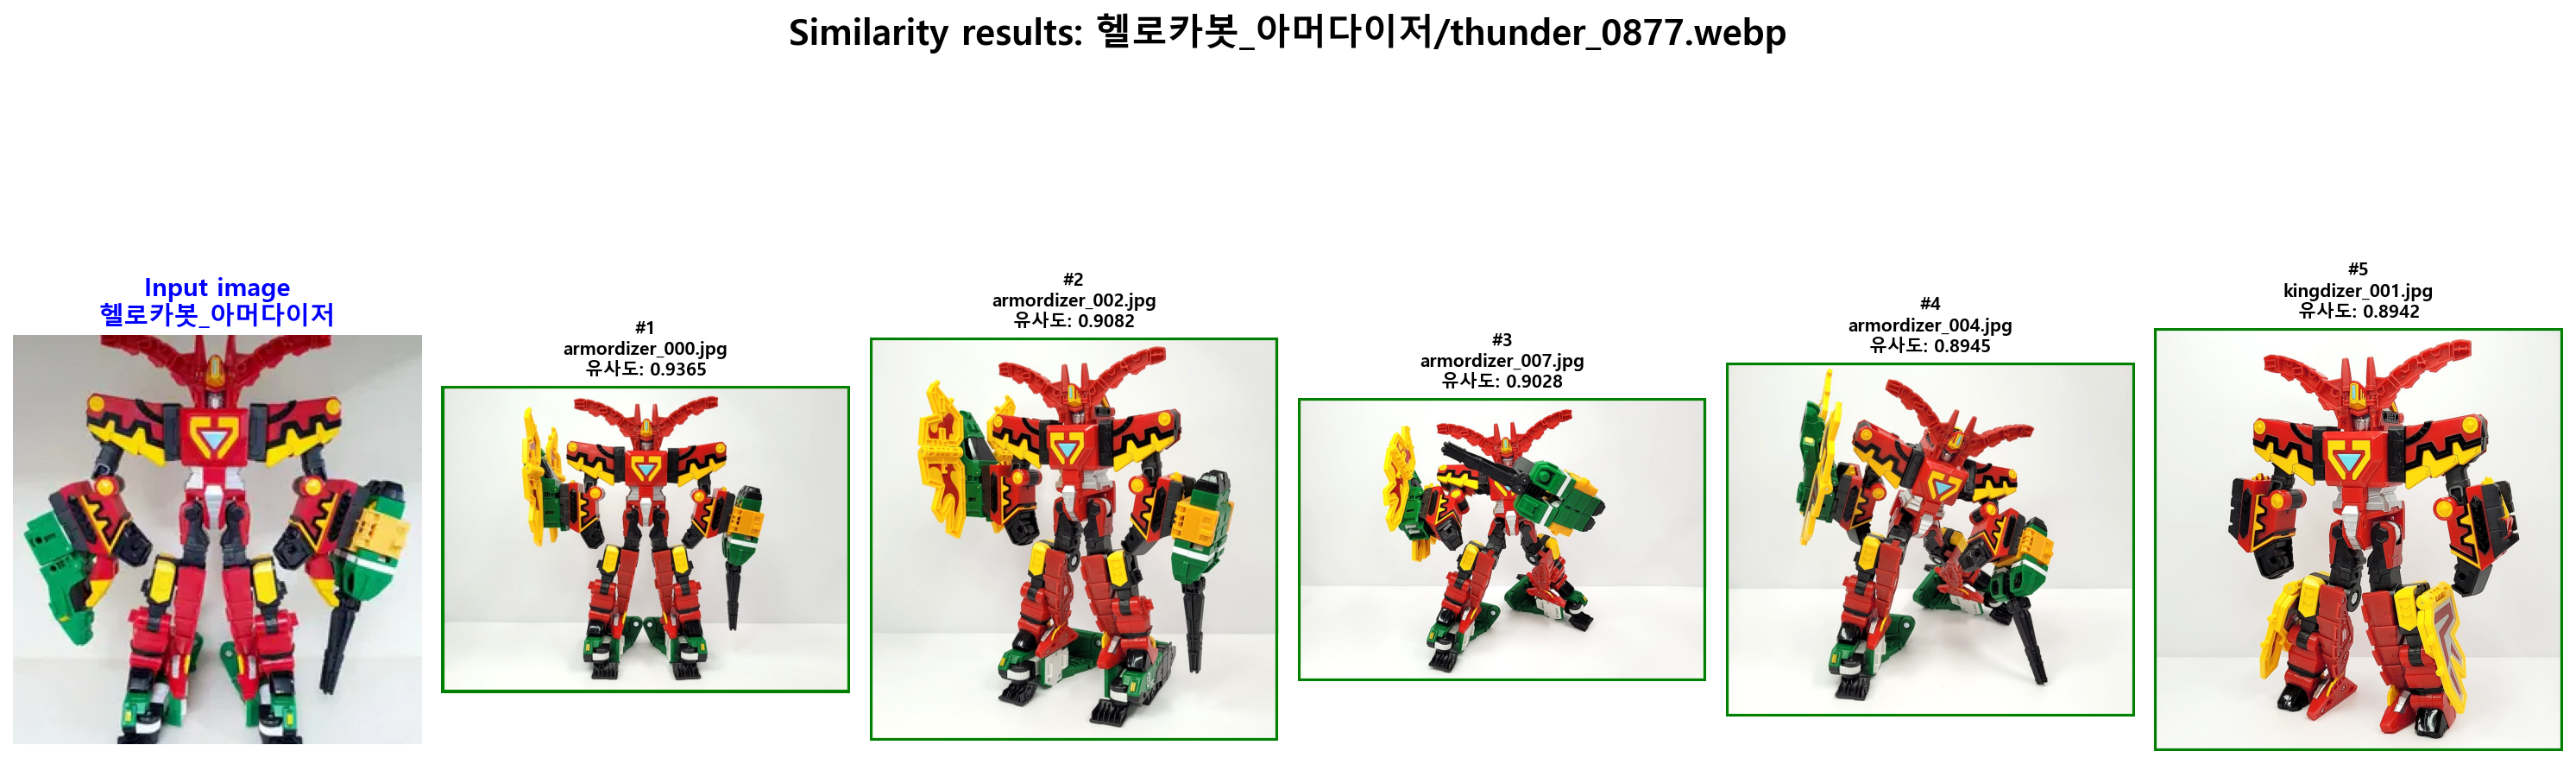 Similarity results: 헬로카봇_아머다이저/thunder_0877.webp
Input image
헬로카봇_아머다이저
#1
armordizer_000.jpg
유사도: 0.9365
#2
armordizer_002.jpg
유사도: 0.9082
#3
armordizer_007.jpg
유사도: 0.9028
#4
armordizer_004.jpg
유사도: 0.8945
#5
kingdizer_001.jpg
유사도: 0.8942